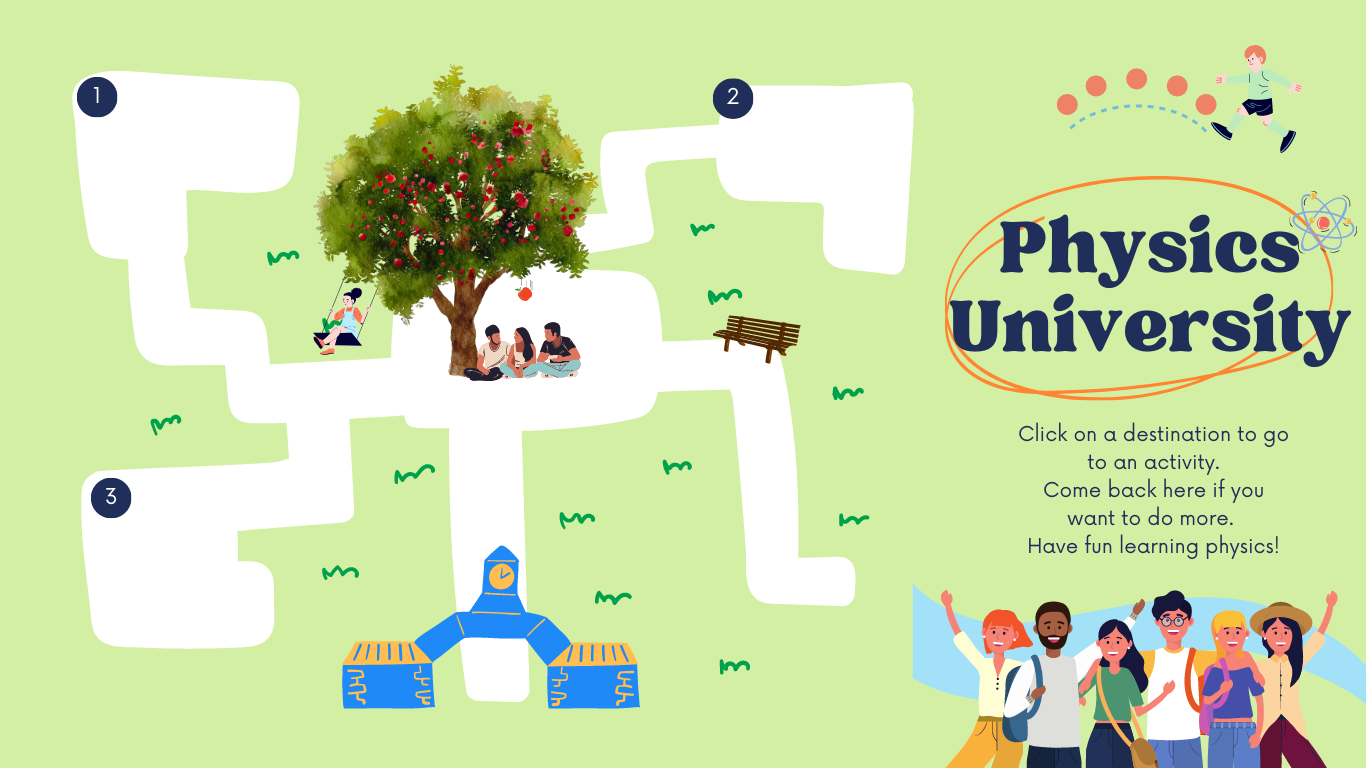 1
2
3
Physics
University
Click on a destination to go
to an activity.
Come back here if you
want to do more.
Have fun learning physics!